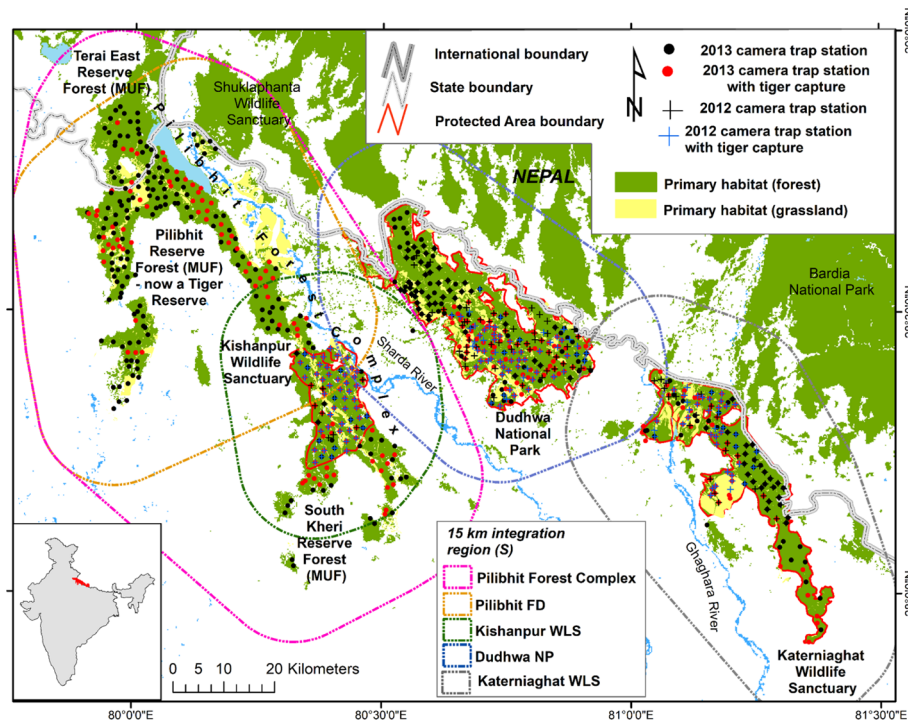 Terai East
Reserve
Forest (MUF)
Shuklaphanta
Wildlife
Sanctuary
Pilibhit Forest Complex
International boundary
State boundary
Protected Area boundary
N
2013 camera trap station
2013 camera trap station
with tiger capture
2012 camera trap station
2012 camera trap station
with tiger capture
Primary habitat (forest)
Primary habitat (grassland)
NEPAL
Pilibhit
Reserve
Forest (MUF)
- now a Tiger
Reserve
Bardia
National Park
Kishanpur
Wildlife
Sanctuary
Sharda River
Dudhwa
National
Park
South
Kheri
Reserve
Forest
(MUF)
Ghaghara River
Katerniaghat
Wildlife
Sanctuary
15 km integration
region (S)
Pilibhit Forest Complex
Pilibhit FD
Kishanpur WLS
Dudhwa NP
Katerniaghat WLS
0 5 10 20 Kilometers
80°0'0"E 80°30'0"E 81°0'0"E 81°30'0"E